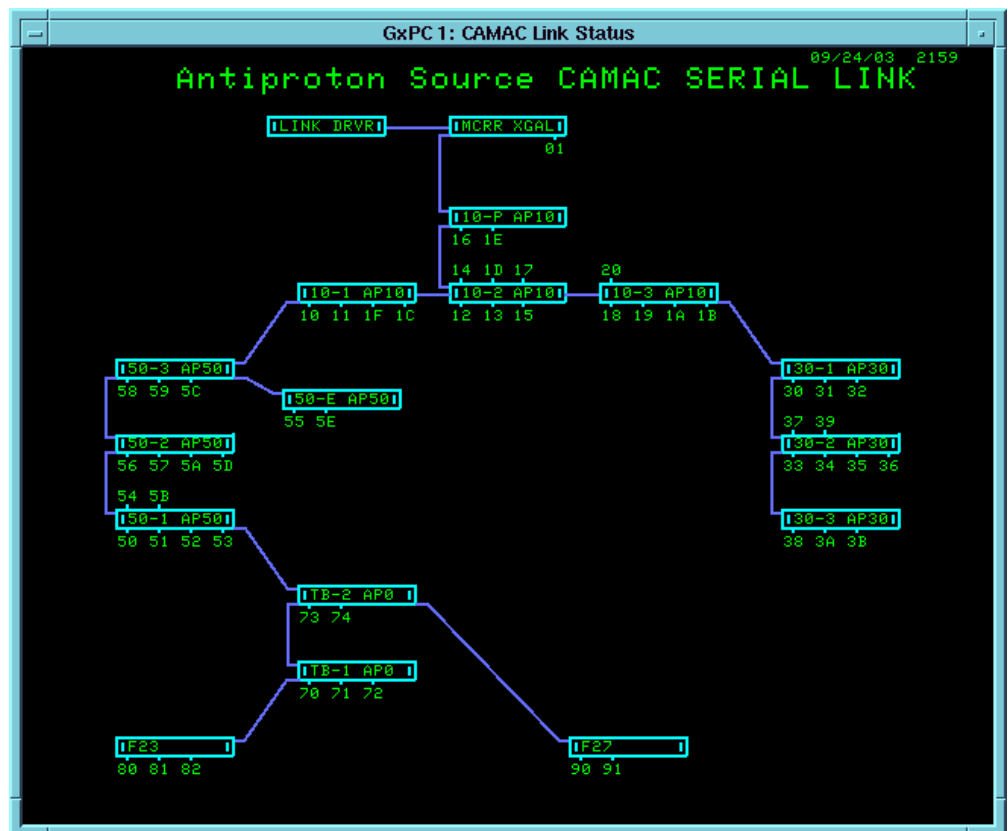 GxPC 1: CAMAC Link Status
09/24/03 2159
Antiproton Source CAMAC SERIAL LINK
LINK DRVR
MCRR XGAL
01
10-P AP10
16 1E
14 1D 17
20
10-1 AP10
10-2 AP10
10-3 AP10
10 11 1F 1C
12 13 15
18 19 1A 1B
50-3 AP50
30-1 AP30
58 59 5C
30 31 32
50-E AP50
55 5E
37 39
50-2 AP50
30-2 AP30
56 57 5A 5D
33 34 35 36
54 5B
50-1 AP50
30-3 AP30
50 51 52 53
38 3A 3B
TB-2 AP0
73 74
TB-1 AP0
70 71 72
F23
F27
80 81 82
90 91